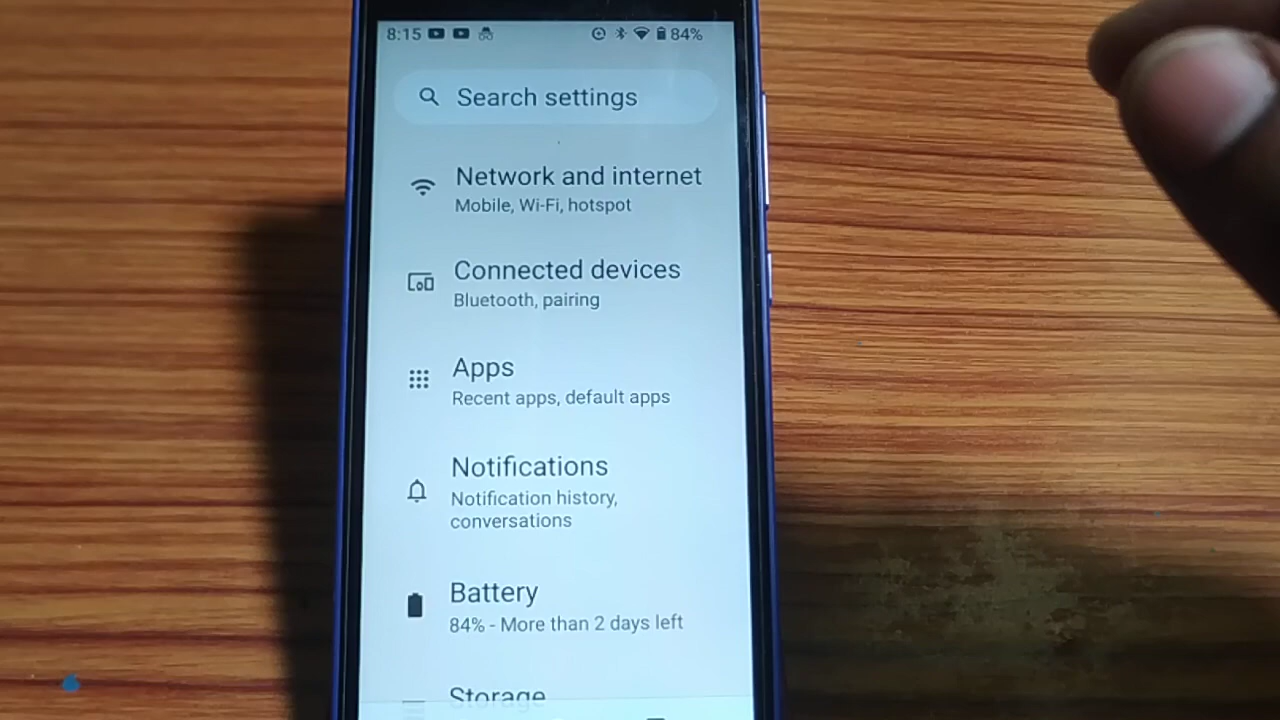 8:15 84%
Search settings
Network and internet
Mobile, Wi-Fi, hotspot
Connected devices
Bluetooth, pairing
Apps
Recent apps, default apps
Notifications
Notification history,
conversations
Battery
84% - More than 2 days left
Storage